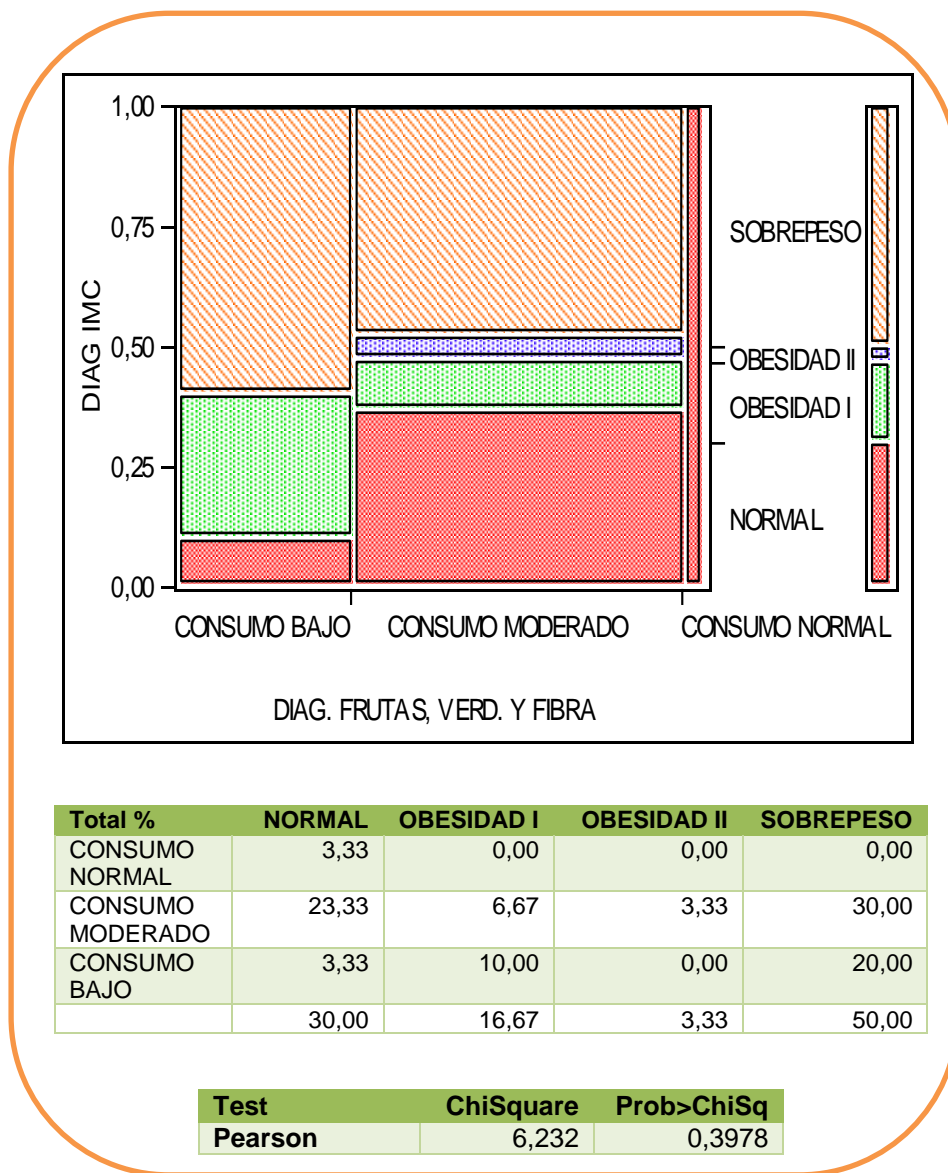 1,00
0,75
0,50
0,25
0,00
DIAG IMC
SOBREPESO
OBESIDAD II
OBESIDAD I
NORMAL
CONSUMO BAJO CONSUMO MODERADO CONSUMO NORMAL
DIAG. FRUTAS, VERD. Y FIBRA
Total % NORMAL OBESIDAD I OBESIDAD II SOBREPESO
CONSUMO 3,33 0,00 0,00 0,00
NORMAL
CONSUMO 23,33 6,67 3,33 30,00
MODERADO
CONSUMO 3,33 10,00 0,00 20,00
BAJO
30,00 16,67 3,33 50,00
Test ChiSquare Prob>ChiSq
Pearson 6,232 0,3978